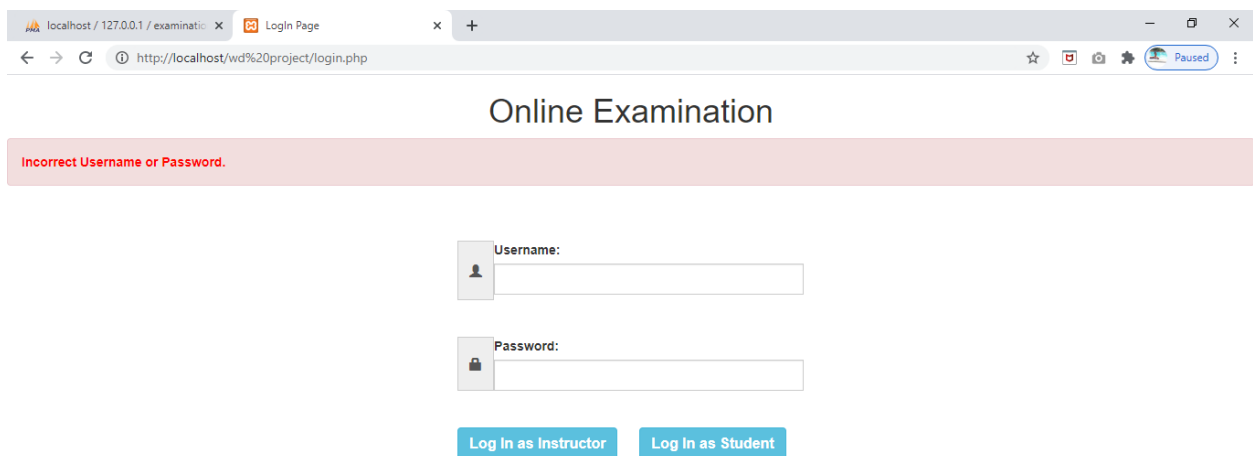 localhost / 127.0.0.1 / examinatio
LogIn Page
http://localhost/wd%20project/login.php
Paused
Online Examination
Incorrect Username or Password.
Username:
Password:
Log In as Instructor
Log In as Student